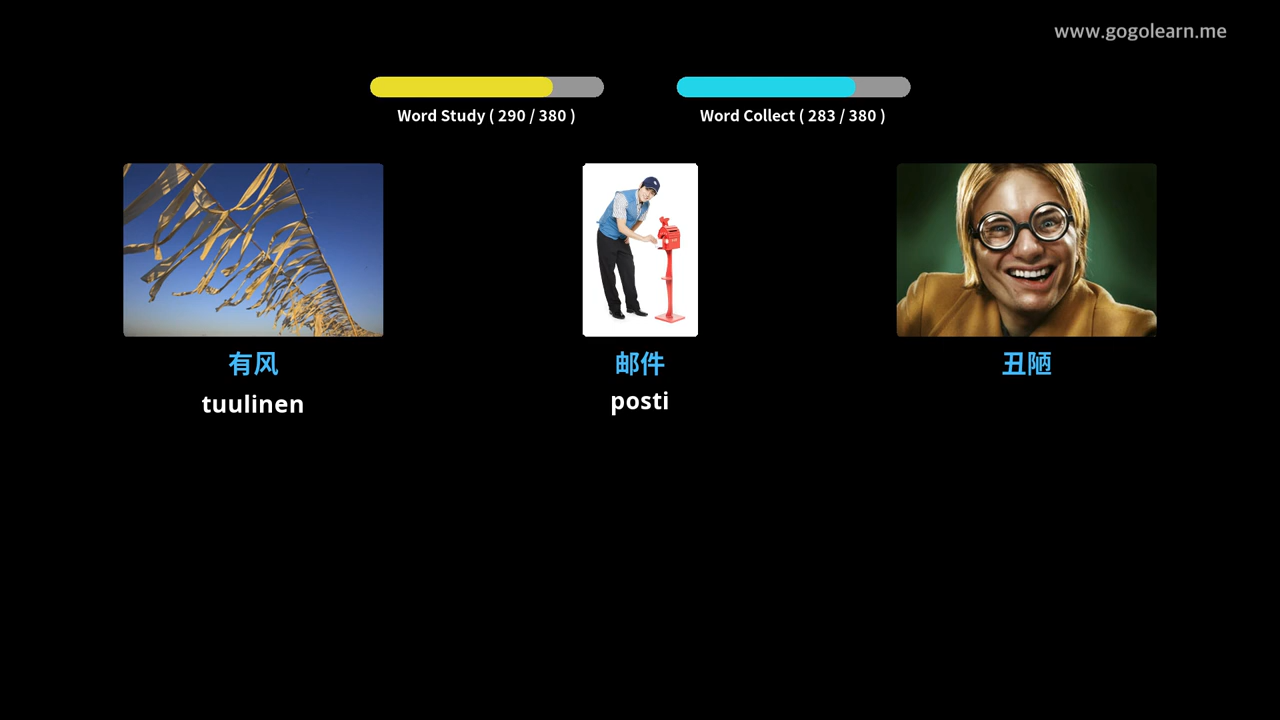 www.gogolearn.me
Word Study ( 290 / 380 )
Word Collect ( 283 / 380 )
有风
邮件
丑陋
tuulinen
posti